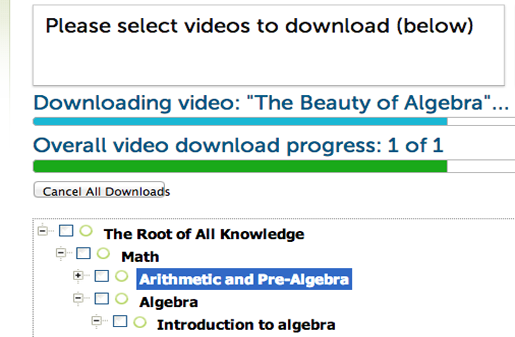 Please select videos to download (below)
Downloading video: "The Beauty of Algebra"...
Overall video download progress: 1 of 1
Cancel All Downloads
The Root of All Knowledge
Math
Arithmetic and Pre-Algebra
Algebra
Introduction to algebra